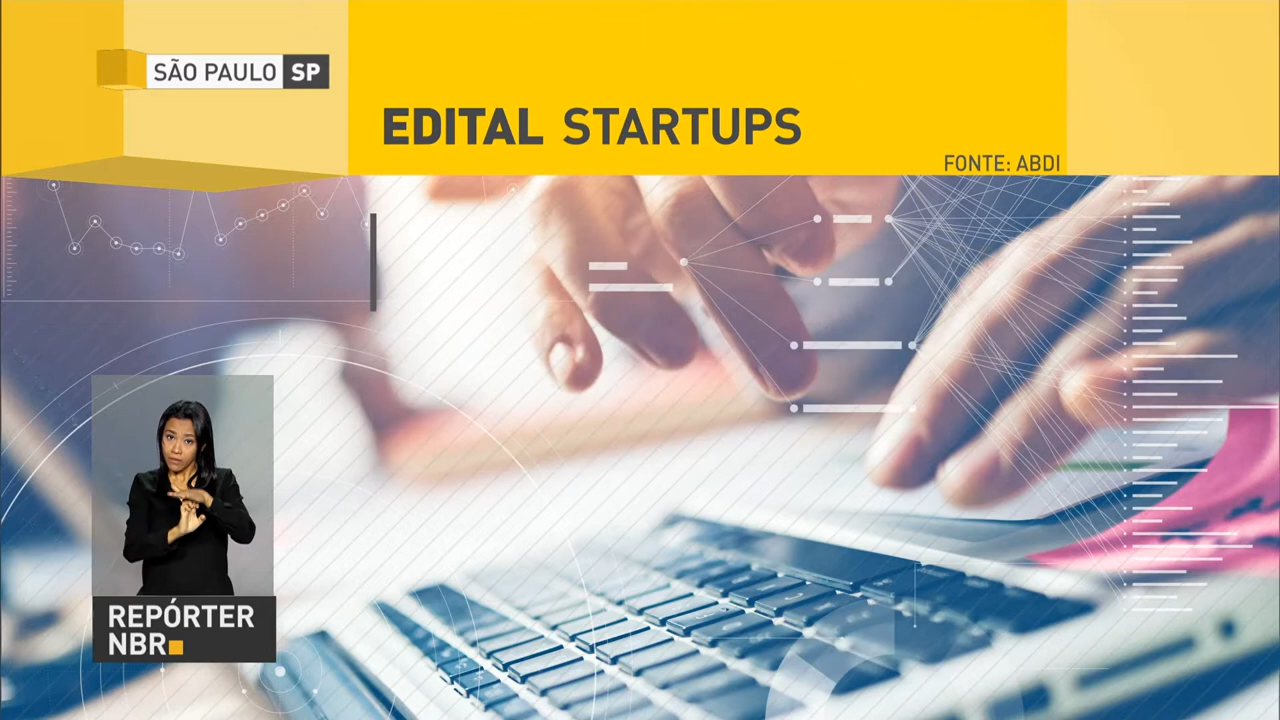 SÃO PAULO SP
EDITAL STARTUPS
FONTE: ABDI
REPÓRTER
NBR